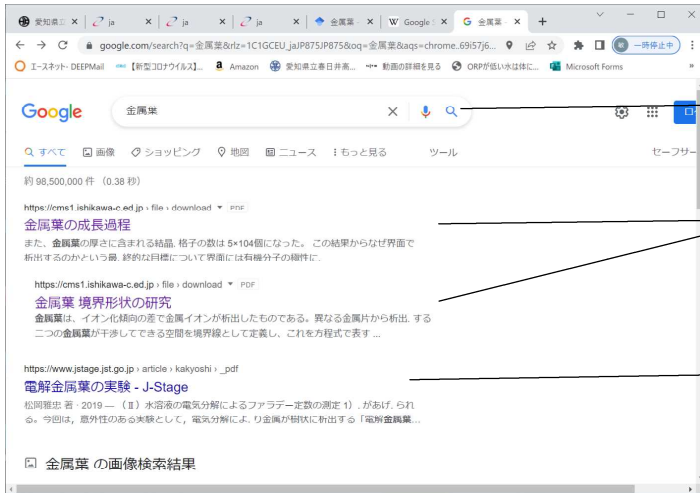 愛知県立
ja
ja
ja
金属葉 -
Google
金属葉 -
google.com/search?q=金属葉&rlz=1C1GCEU_jaJP875JP875&oq=金属葉&aqs=chrome..69i57j6...
一時停止中
エースネット- DEEPMail
【新型コロナウイルス】...
Amazon
愛知県立春日井高...
動画の詳細を見る
ORPが低い水は体に...
Microsoft Forms
Google
金属葉
すべて
画像
ショッピング
地図
ニュース
もっと見る
ツール
セーフサー
約 98,500,000 件 (0.38 秒)
https://cms1.ishikawa-c.ed.jp › file › download PDF
金属葉の成長過程
また、金属葉の厚さに含まれる結晶. 格子の数は 5×104個になった。 この結果からなぜ界面で
析出するのかという最. 終的な目標について界面には有機分子の極性に.
https://cms1.ishikawa-c.ed.jp › file › download PDF
金属葉 境界形状の研究
金属葉は、イオン化傾向の差で金属イオンが析出したものである。異なる金属片から析出. する
二つの金属葉が干渉してできる空間を境界線として定義し、これを方程式で表す ...
https://www.jstage.jst.go.jp › article › kakyoshi › _pdf
電解金属葉の実験 - J-Stage
松岡雅忠 著 · 2019 — （Ⅱ）水溶液の電気分解によるファラデー定数の測定 1）. があげ. られ
る。今回は，意外性のある実験として，電気分解によ. り金属が樹状に析出する「電解金属葉...
金属葉 の画像検索結果